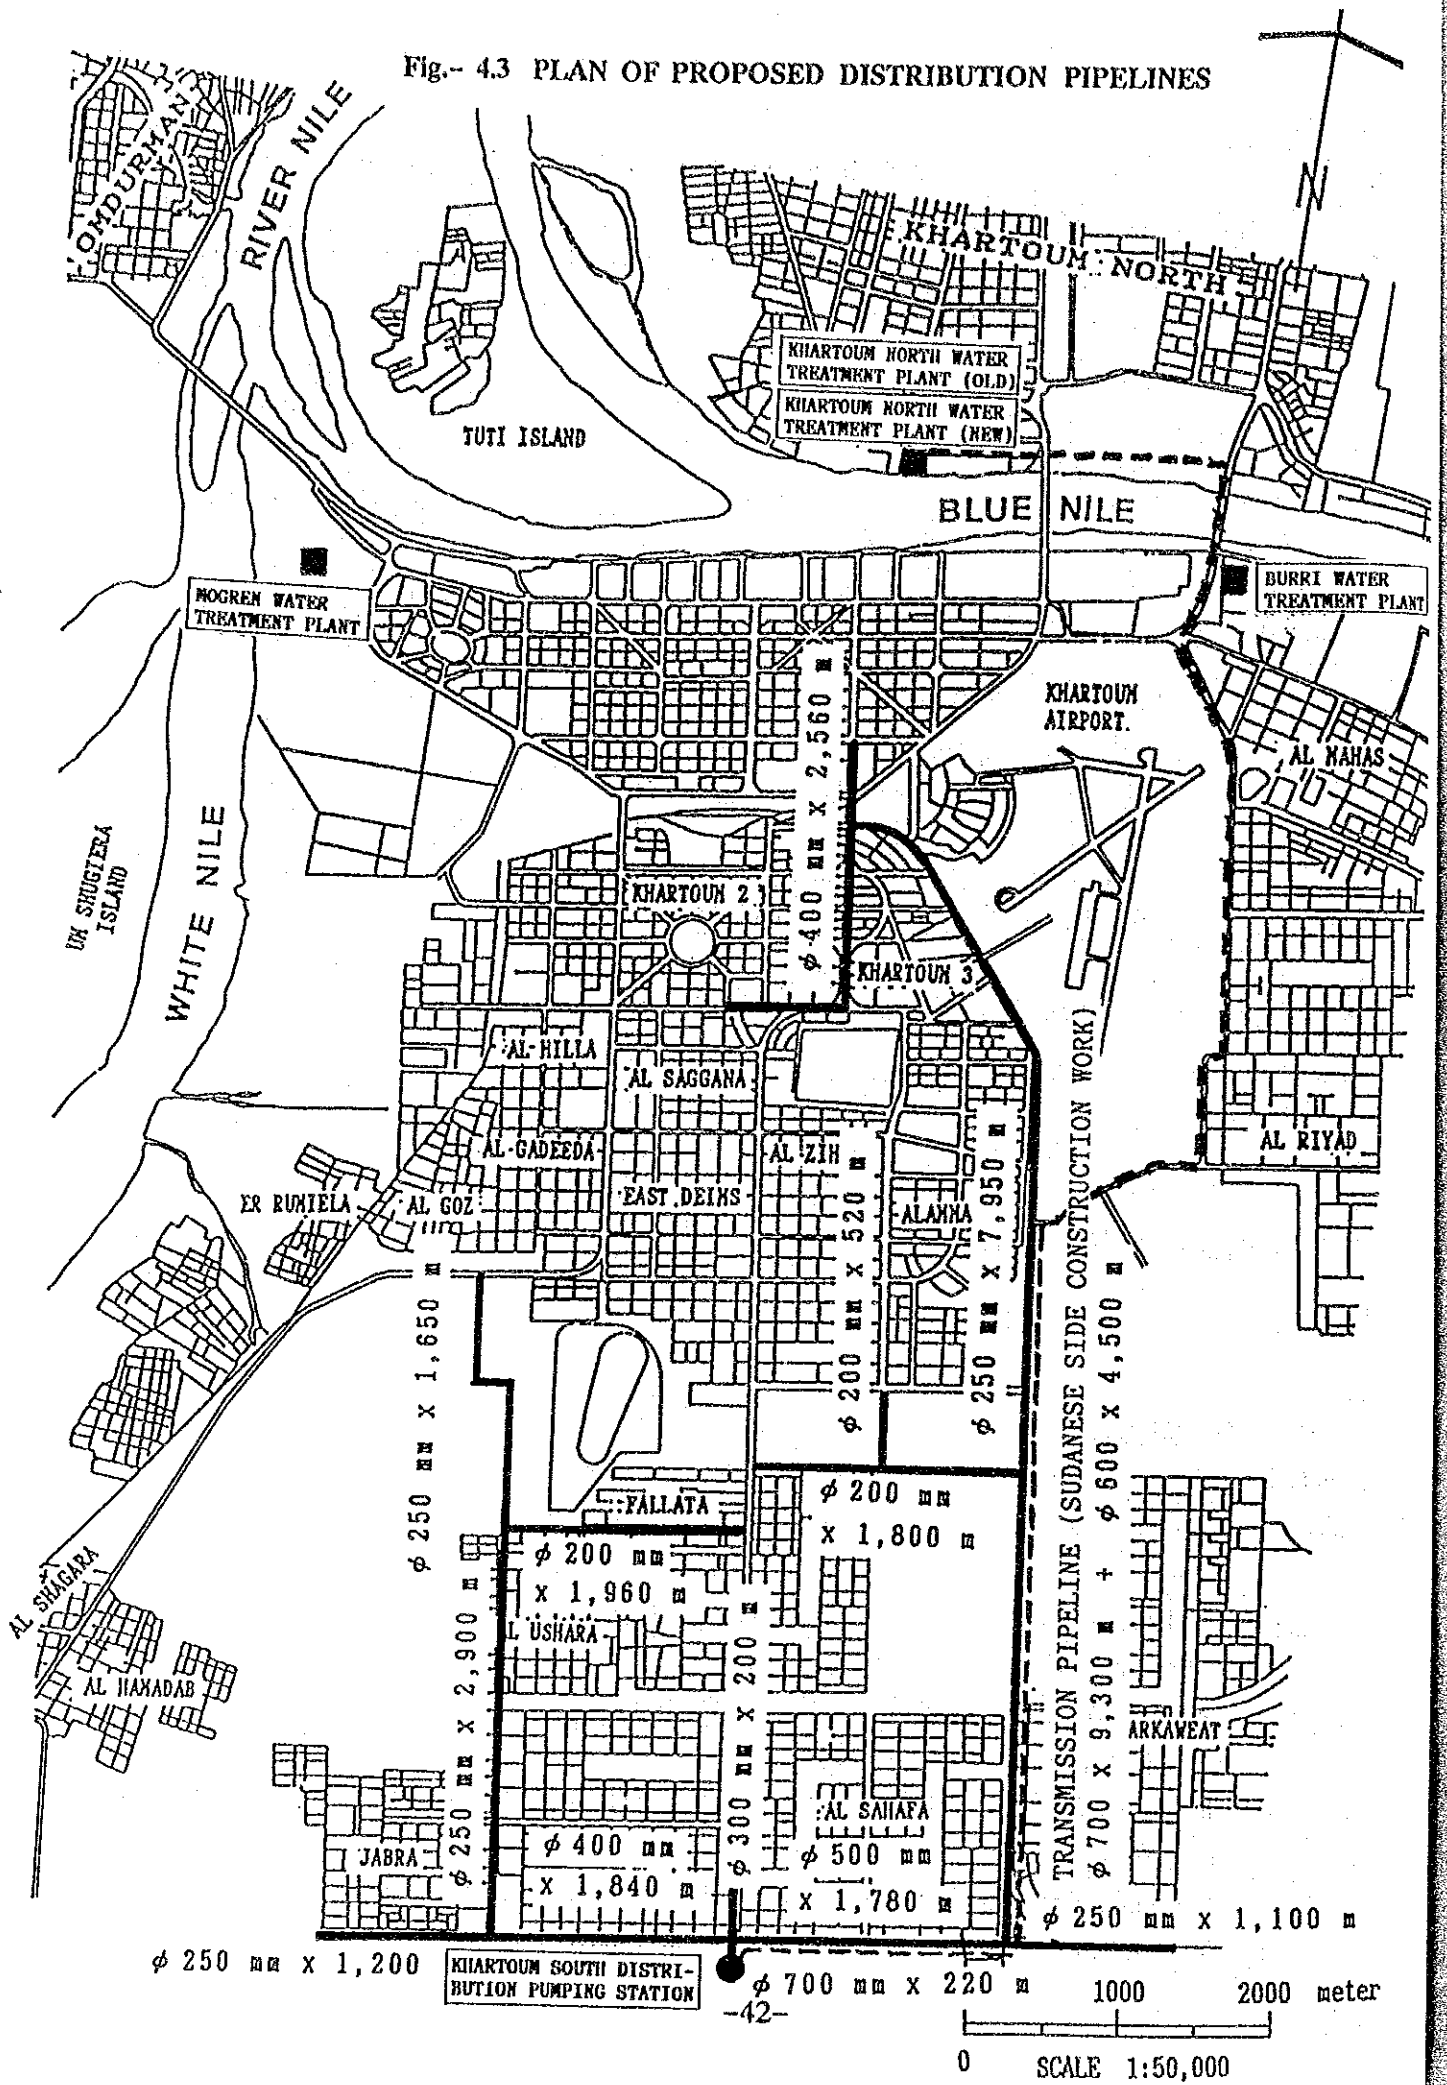 Fig.- 4.3 PLAN OF PROPOSED DISTRIBUTION PIPELINES
N
OMDURMAN
RIVER NILE
KHARTOUM NORTH
KHARTOUM NORTH WATER
TREATMENT PLANT (OLD)
KHARTOUM NORTH WATER
TREATMENT PLANT (NEW)
TUTI ISLAND
BLUE NILE
MOGREN WATER
TREATMENT PLANT
BURRI WATER
TREATMENT PLANT
KHARTOUM
AIRPORT.
AL MAHAS
φ 400 mm x 2,560 m
UM SHUGIERA
ISLAND
WHITE NILE
KHARTOUM 2
KHARTOUM 3
AL-HILLA
AL SAGGANA
AL-GADEEDA
AL ZIH
AL RIYAD
ER RUMIELA
AL GOZ
EAST DEIMS
ALAMMA
φ 250 mm x 1,650 m
φ 200 mm x 520 m
φ 250 mm x 7,950 m
TRANSMISSION PIPELINE (SUDANESE SIDE CONSTRUCTION WORK)
φ 700 x 9,300 m + φ 600 x 4,500 m
FALLATA
φ 200 mm
x 1,800 m
φ 200 mm
x 1,960 m
L USHARA
AL SHAGARA
AL HAMADAB
φ 250 mm x 2,900 m
φ 300 mm x 200 m
ARKAWEAT
AL SAHAFA
JABRA
φ 400 mm
x 1,840 m
φ 500 mm
x 1,780 m
φ 250 mm x 1,100 m
φ 250 mm x 1,200
KHARTOUM SOUTH DISTRI-
BUTION PUMPING STATION
φ 700 mm x 220 m
-42-
1000 2000 meter
0 SCALE 1:50,000